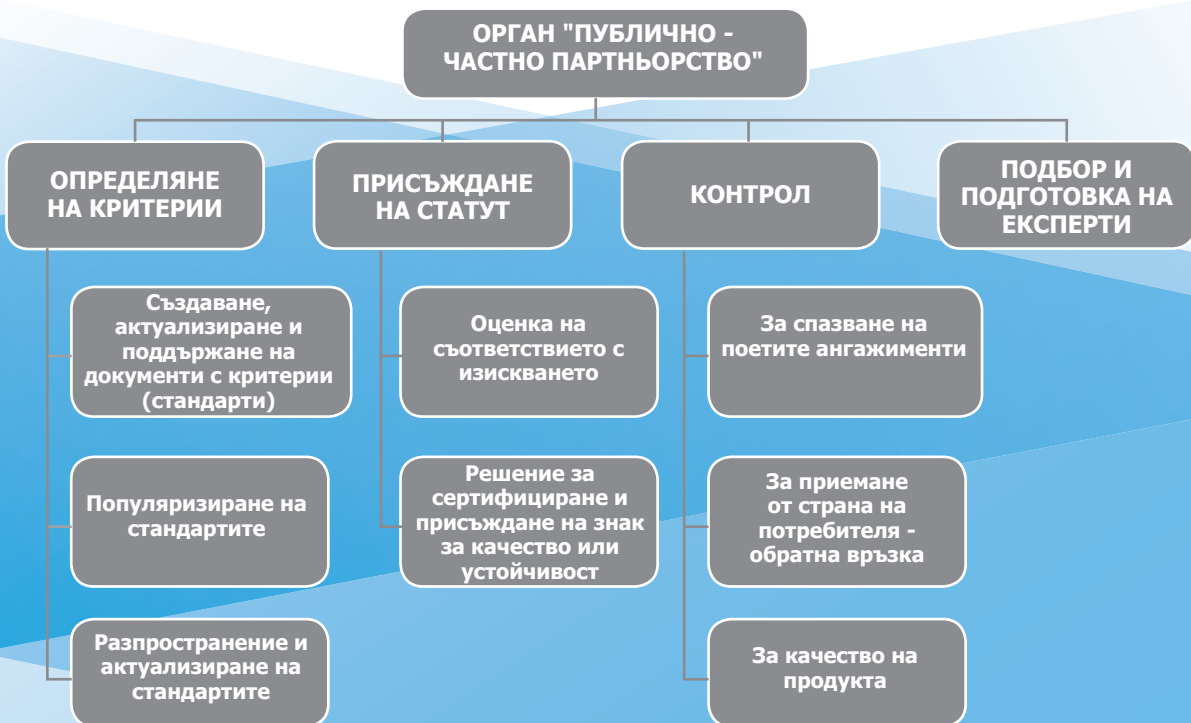 ОРГАН "ПУБЛИЧНО -
ЧАСТНО ПАРТНЬОРСТВО"
ОПРЕДЕЛЯНЕ
НА КРИТЕРИИ
Създаване,
актуализиране и
поддържане на
документи с критерии
(стандарти)
Популяризиране на
стандартите
Разпространение и
актуализиране на
стандартите
ПРИСЪЖДАНЕ
НА СТАТУТ
Оценка на
съответствието с
изискването
Решение за
сертифициране и
присъждане на знак
за качество или
устойчивост
КОНТРОЛ
За спазване на
поетите ангажименти
За приемане
от страна на
потребителя -
обратна връзка
За качество на
продукта
ПОДБОР И
ПОДГОТОВКА НА
ЕКСПЕРТИ